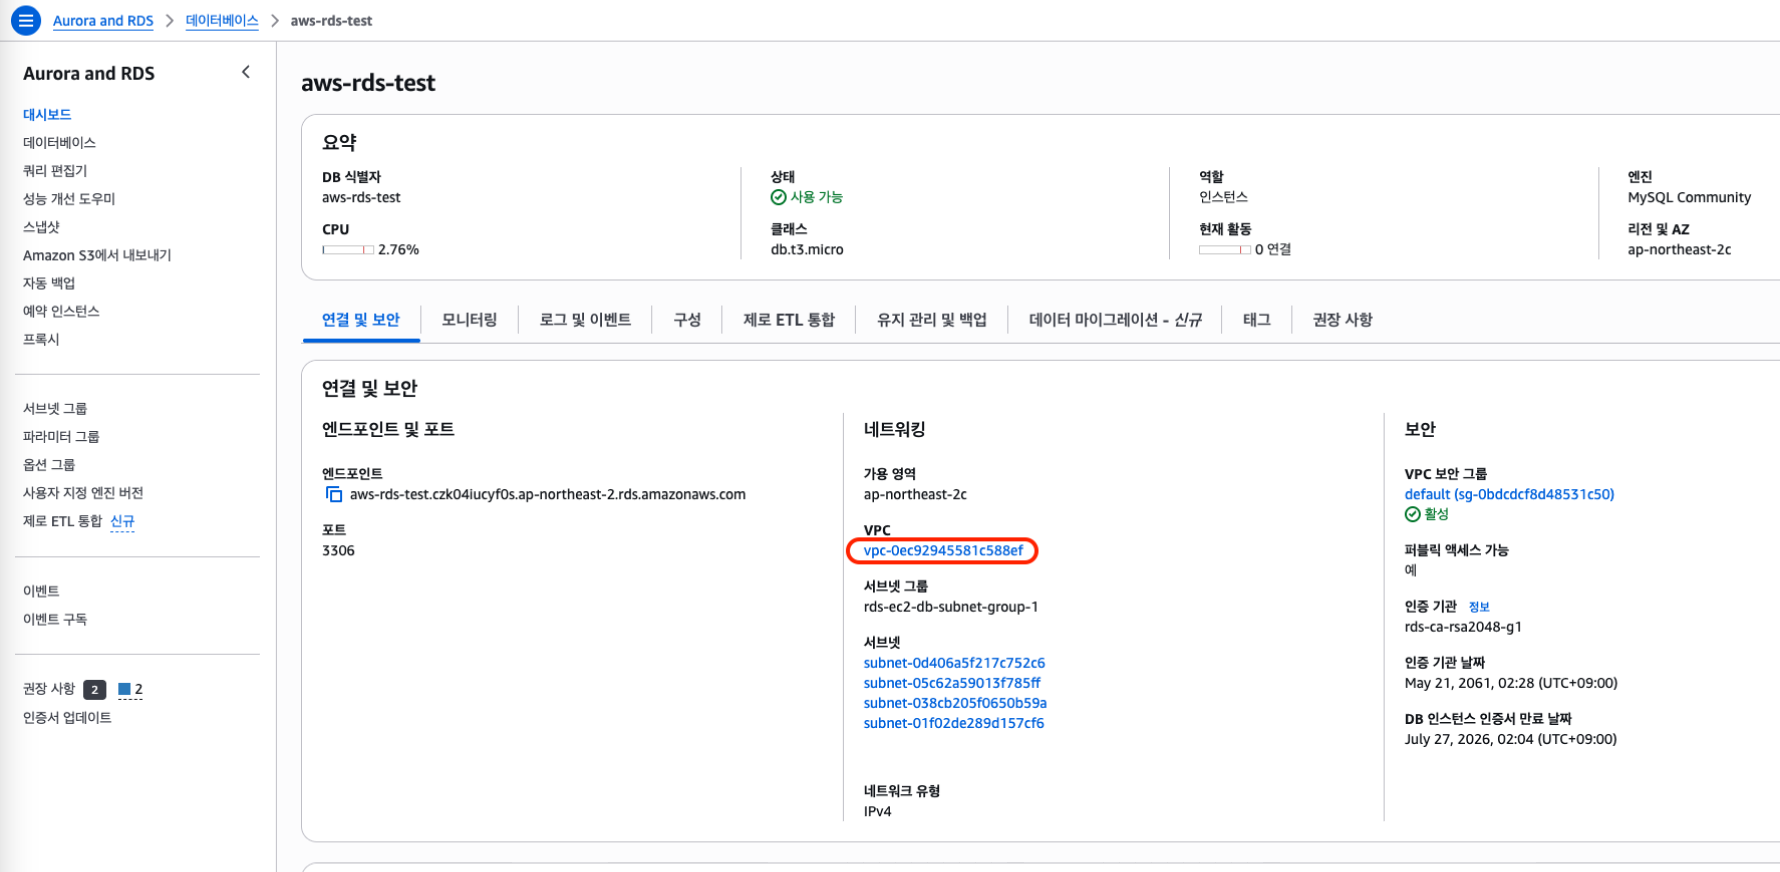 Aurora and RDS > 데이터베이스 > aws-rds-test
Aurora and RDS
대시보드
데이터베이스
쿼리 편집기
성능 개선 도우미
스냅샷
Amazon S3에서 내보내기
자동 백업
예약 인스턴스
프록시
서브넷 그룹
파라미터 그룹
옵션 그룹
사용자 지정 엔진 버전
제로 ETL 통합 신규
이벤트
이벤트 구독
권장 사항 2 2
인증서 업데이트
aws-rds-test
요약
DB 식별자
aws-rds-test
CPU
2.76%
상태
사용 가능
클래스
db.t3.micro
역할
인스턴스
현재 활동
0 연결
엔진
MySQL Community
리전 및 AZ
ap-northeast-2c
연결 및 보안 모니터링 로그 및 이벤트 구성 제로 ETL 통합 유지 관리 및 백업 데이터 마이그레이션 - 신규 태그 권장 사항
연결 및 보안
엔드포인트 및 포트
엔드포인트
aws-rds-test.czk04iucyf0s.ap-northeast-2.rds.amazonaws.com
포트
3306
네트워킹
가용 영역
ap-northeast-2c
VPC
vpc-0ec92945581c588ef
서브넷 그룹
rds-ec2-db-subnet-group-1
서브넷
subnet-0d406a5f217c752c6
subnet-05c62a59013f785ff
subnet-038cb205f0650b59a
subnet-01f02de289d157cf6
네트워크 유형
IPv4
보안
VPC 보안 그룹
default (sg-0bdcdcf8d48531c50)
활성
퍼블릭 액세스 가능
예
인증 기관 정보
rds-ca-rsa2048-g1
인증 기관 날짜
May 21, 2061, 02:28 (UTC+09:00)
DB 인스턴스 인증서 만료 날짜
July 27, 2026, 02:04 (UTC+09:00)